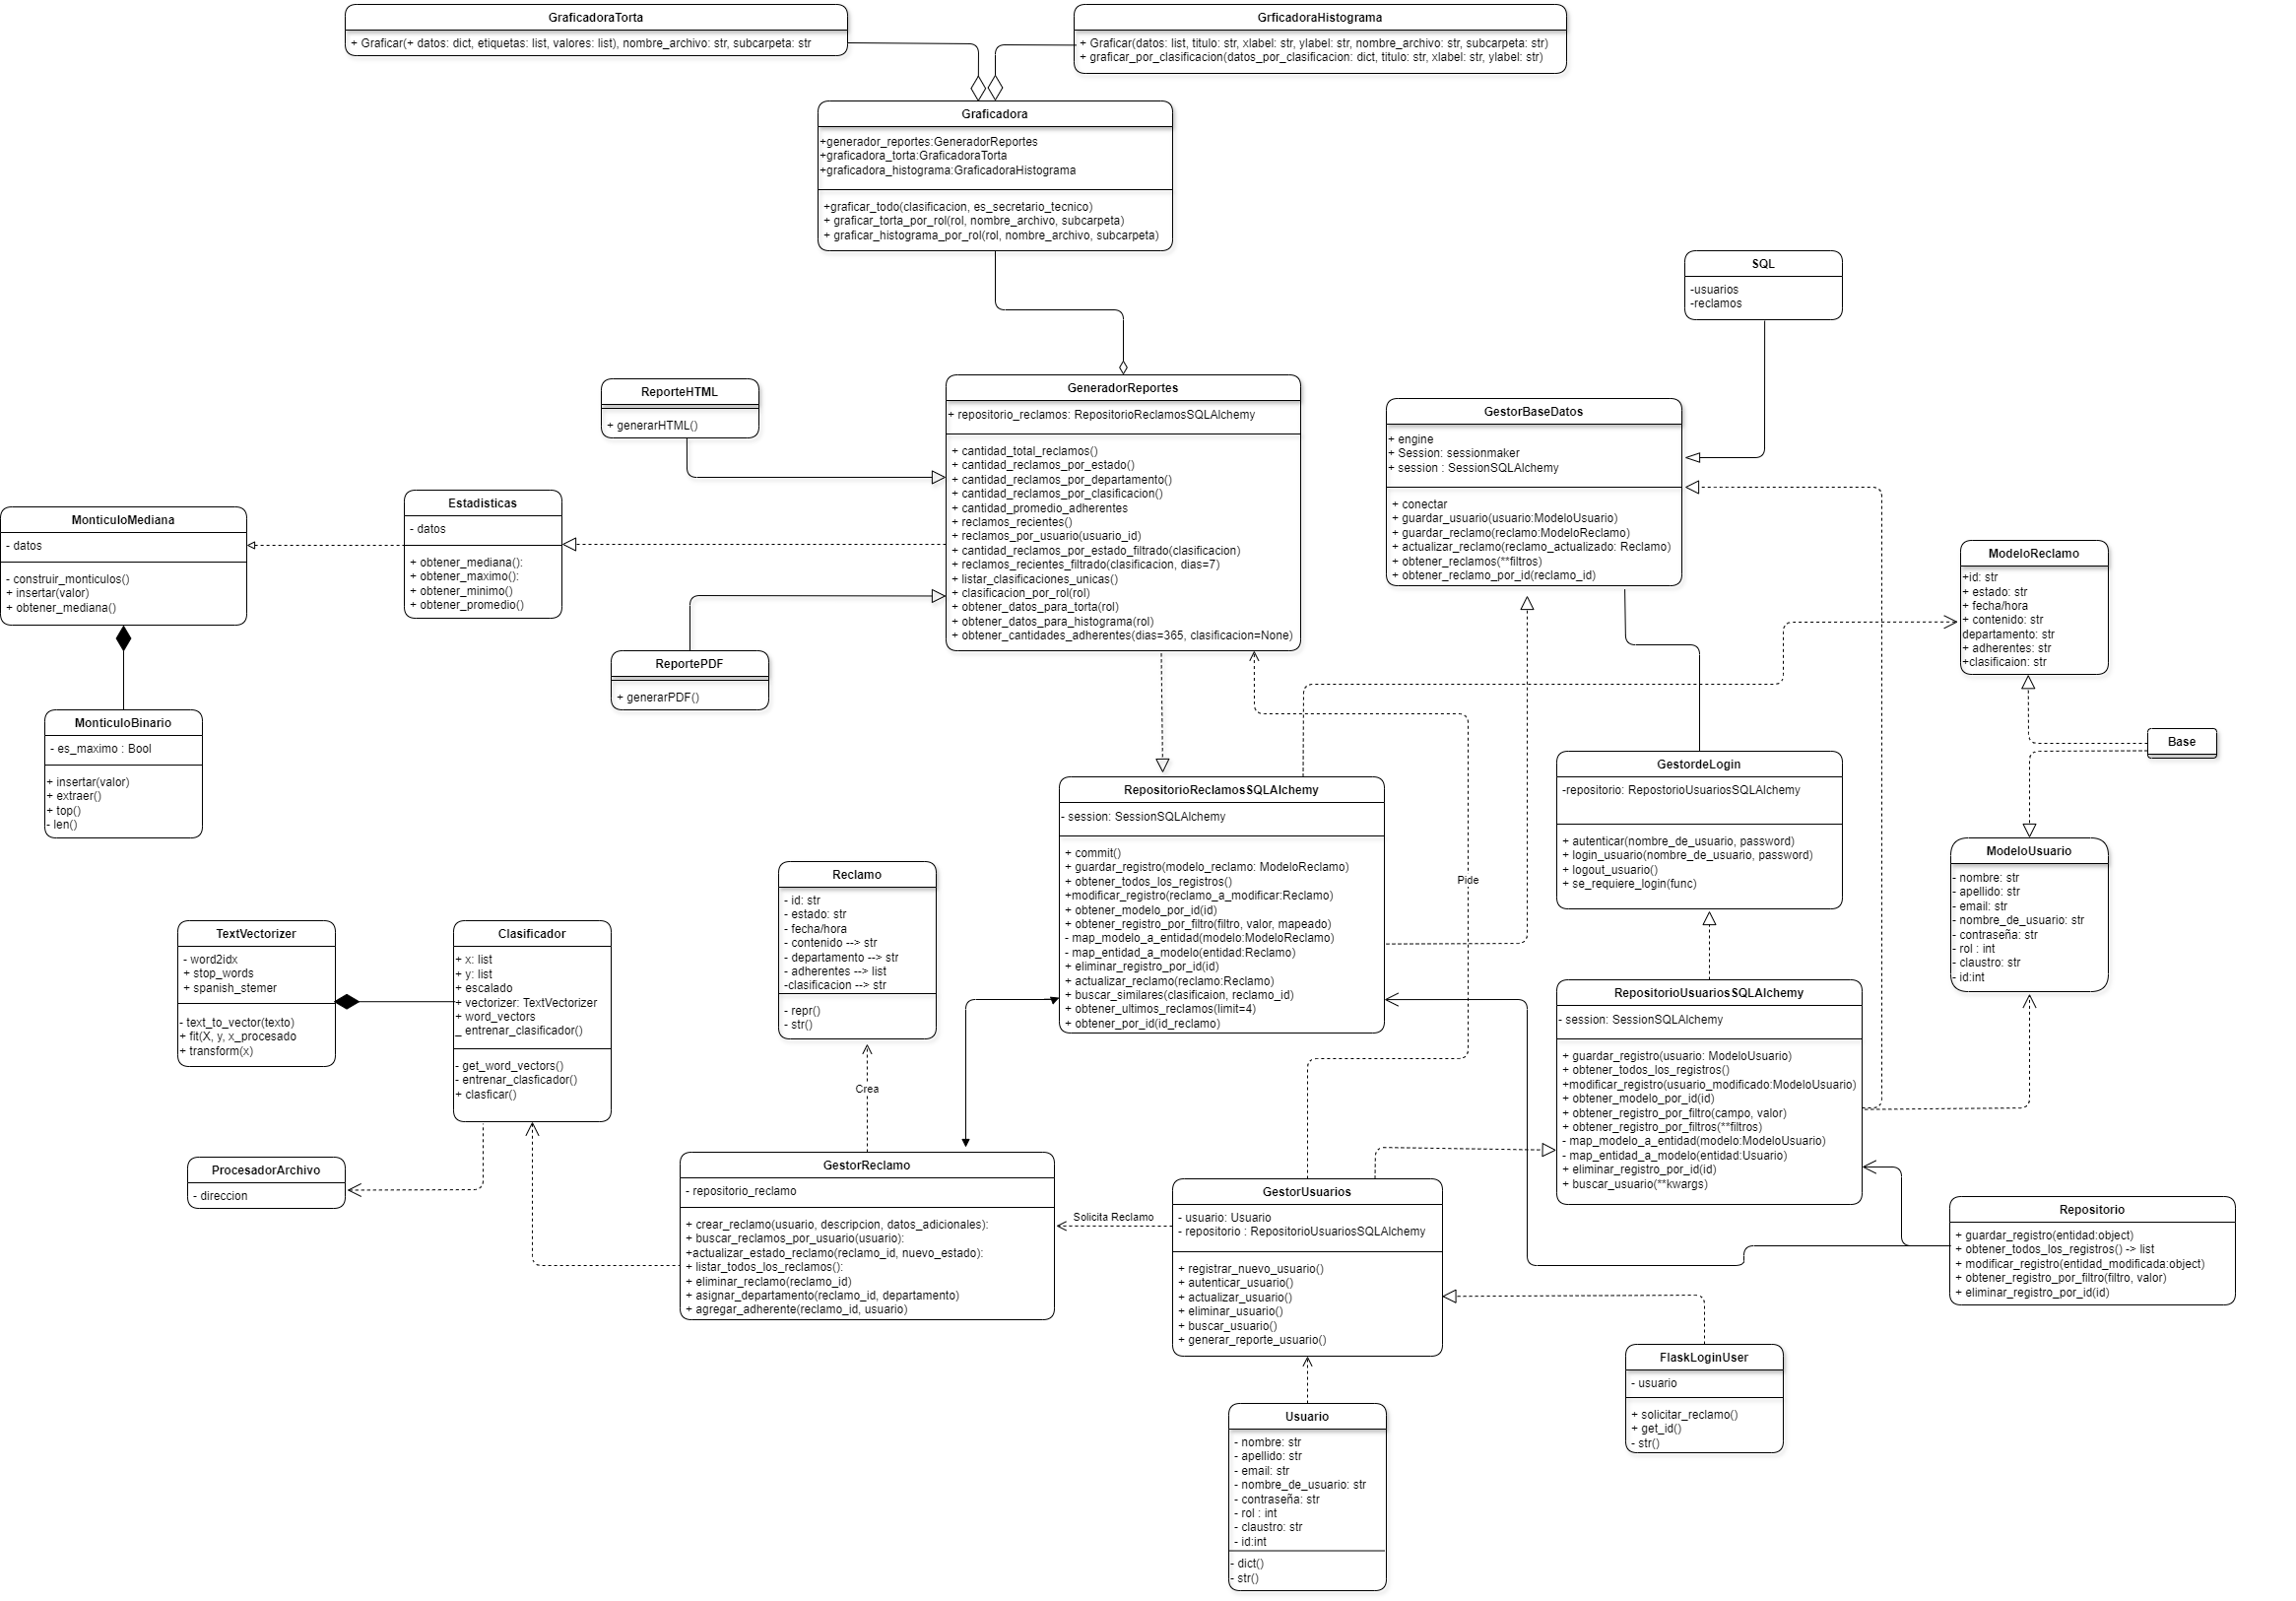 GraficadoraTorta
+ Graficar(+ datos: dict, etiquetas: list, valores: list), nombre_archivo: str, subcarpeta: str
GrficadoraHistograma
+ Graficar(datos: list, titulo: str, xlabel: str, ylabel: str, nombre_archivo: str, subcarpeta: str)
+ graficar_por_clasificacion(datos_por_clasificacion: dict, titulo: str, xlabel: str, ylabel: str)
Graficadora
+generador_reportes:GeneradorReportes
+graficadora_torta:GraficadoraTorta
+graficadora_histograma:GraficadoraHistograma
+graficar_todo(clasificacion, es_secretario_tecnico)
+ graficar_torta_por_rol(rol, nombre_archivo, subcarpeta)
+ graficar_histograma_por_rol(rol, nombre_archivo, subcarpeta)
SQL
-usuarios
-reclamos
ReporteHTML
+ generarHTML()
GeneradorReportes
+ repositorio_reclamos: RepositorioReclamosSQLAlchemy
+ cantidad_total_reclamos()
+ cantidad_reclamos_por_estado()
+ cantidad_reclamos_por_departamento()
+ cantidad_reclamos_por_clasificacion()
+ cantidad_promedio_adherentes
+ reclamos_recientes()
+ reclamos_por_usuario(usuario_id)
+ cantidad_reclamos_por_estado_filtrado(clasificacion)
+ reclamos_recientes_filtrado(clasificacion, dias=7)
+ listar_clasificaciones_unicas()
+ clasificacion_por_rol(rol)
+ obtener_datos_para_torta(rol)
+ obtener_datos_para_histograma(rol)
+ obtener_cantidades_adherentes(dias=365, clasificacion=None)
GestorBaseDatos
+ engine
+ Session: sessionmaker
+ session : SessionSQLAlchemy
+ conectar
+ guardar_usuario(usuario:ModeloUsuario)
+ guardar_reclamo(reclamo:ModeloReclamo)
+ actualizar_reclamo(reclamo_actualizado: Reclamo)
+ obtener_reclamos(**filtros)
+ obtener_reclamo_por_id(reclamo_id)
Estadisticas
- datos
+ obtener_mediana():
+ obtener_maximo():
+ obtener_minimo()
+ obtener_promedio()
MonticuloMediana
- datos
- construir_monticulos()
+ insertar(valor)
+ obtener_mediana()
ModeloReclamo
+id: str
+ estado: str
+ fecha/hora
+ contenido: str
departamento: str
+ adherentes: str
+clasificaion: str
ReportePDF
+ generarPDF()
MonticuloBinario
- es_maximo : Bool
+ insertar(valor)
+ extraer()
+ top()
- len()
Base
GestordeLogin
-repositorio: RepostorioUsuariosSQLAlchemy
+ autenticar(nombre_de_usuario, password)
+ login_usuario(nombre_de_usuario, password)
+ logout_usuario()
+ se_requiere_login(func)
RepositorioReclamosSQLAlchemy
- session: SessionSQLAlchemy
+ commit()
+ guardar_registro(modelo_reclamo: ModeloReclamo)
+ obtener_todos_los_registros()
+modificar_registro(reclamo_a_modificar:Reclamo)
+ obtener_modelo_por_id(id)
+ obtener_registro_por_filtro(filtro, valor, mapeado)
- map_modelo_a_entidad(modelo:ModeloReclamo)
- map_entidad_a_modelo(entidad:Reclamo)
+ eliminar_registro_por_id(id)
+ actualizar_reclamo(reclamo:Reclamo)
+ buscar_similares(clasificaion, reclamo_id)
+ obtener_ultimos_reclamos(limit=4)
+ obtener_por_id(id_reclamo)
Pide
ModeloUsuario
- nombre: str
- apellido: str
- email: str
- nombre_de_usuario: str
- contraseña: str
- rol : int
- claustro: str
- id:int
Reclamo
- id: str
- estado: str
- fecha/hora
- contenido --> str
- departamento --> str
- adherentes --> list
-clasificacion --> str
- repr()
- str()
TextVectorizer
- word2idx
+ stop_words
+ spanish_stemer
- text_to_vector(texto)
+ fit(X, y, x_procesado
+ transform(x)
Clasificador
+ x: list
+ y: list
+ escalado
+ vectorizer: TextVectorizer
+ word_vectors
_ entrenar_clasificador()
- get_word_vectors()
- entrenar_clasficador()
+ clasficar()
RepositorioUsuariosSQLAlchemy
- session: SessionSQLAlchemy
+ guardar_registro(usuario: ModeloUsuario)
+ obtener_todos_los_registros()
+modificar_registro(usuario_modificado:ModeloUsuario)
+ obtener_modelo_por_id(id)
+ obtener_registro_por_filtro(campo, valor)
+ obtener_registro_por_filtros(**filtros)
- map_modelo_a_entidad(modelo:ModeloUsuario)
- map_entidad_a_modelo(entidad:Usuario)
+ eliminar_registro_por_id(id)
+ buscar_usuario(**kwargs)
Crea
ProcesadorArchivo
- direccion
GestorReclamo
- repositorio_reclamo
+ crear_reclamo(usuario, descripcion, datos_adicionales):
+ buscar_reclamos_por_usuario(usuario):
+actualizar_estado_reclamo(reclamo_id, nuevo_estado):
+ listar_todos_los_reclamos():
+ eliminar_reclamo(reclamo_id)
+ asignar_departamento(reclamo_id, departamento)
+ agregar_adherente(reclamo_id, usuario)
Solicita Reclamo
GestorUsuarios
- usuario: Usuario
- repositorio : RepositorioUsuariosSQLAlchemy
+ registrar_nuevo_usuario()
+ autenticar_usuario()
+ actualizar_usuario()
+ eliminar_usuario()
+ buscar_usuario()
+ generar_reporte_usuario()
Repositorio
+ guardar_registro(entidad:object)
+ obtener_todos_los_registros() -> list
+ modificar_registro(entidad_modificada:object)
+ obtener_registro_por_filtro(filtro, valor)
+ eliminar_registro_por_id(id)
FlaskLoginUser
- usuario
+ solicitar_reclamo()
+ get_id()
- str()
Usuario
- nombre: str
- apellido: str
- email: str
- nombre_de_usuario: str
- contraseña: str
- rol : int
- claustro: str
- id:int
- dict()
- str()